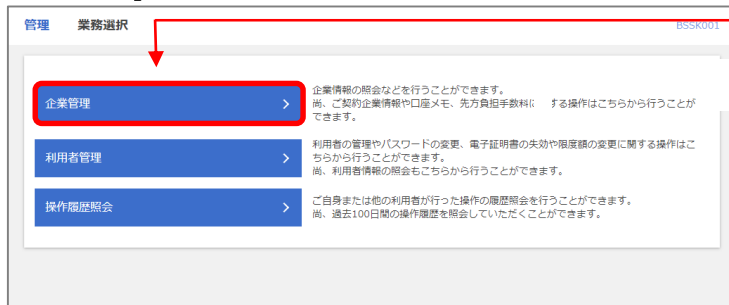 管理 業務選択
BSSK001
企業管理
企業情報の照会などを行うことができます。
尚、ご契約企業情報や口座メモ、先方負担手数料に する操作はこちらから行うことが
できます。
利用者管理
利用者の管理やパスワードの変更、電子証明書の失効や限度額の変更に関する操作はこ
ちらから行うことができます。
尚、利用者情報の照会もこちらから行うことができます。
操作履歴照会
ご自身または他の利用者が行った操作の履歴照会を行うことができます。
尚、過去100日間の操作履歴を照会していただくことができます。